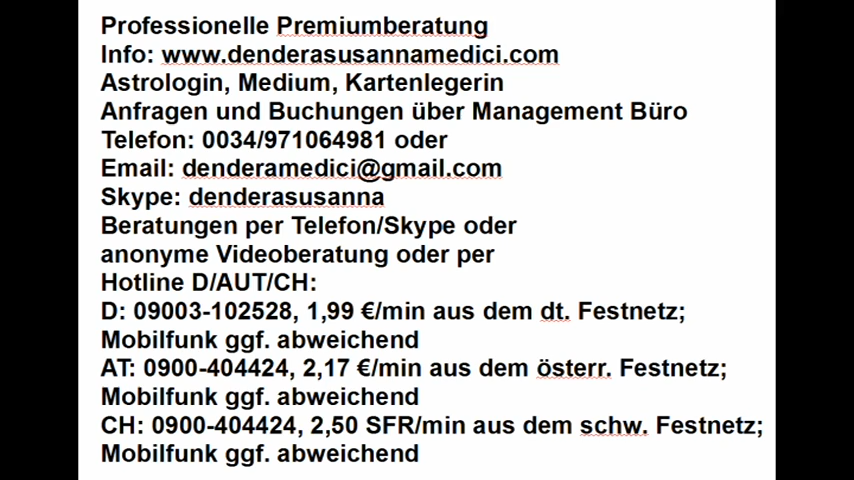 Professionelle Premiumberatung
Info: www.denderasusannamedici.com
Astrologin, Medium, Kartenlegerin
Anfragen und Buchungen über Management Büro
Telefon: 0034/971064981 oder
Email: denderamedici@gmail.com
Skype: denderasusanna
Beratungen per Telefon/Skype oder
anonyme Videoberatung oder per
Hotline D/AUT/CH:
D: 09003-102528, 1,99 €/min aus dem dt. Festnetz;
Mobilfunk ggf. abweichend
AT: 0900-404424, 2,17 €/min aus dem österr. Festnetz;
Mobilfunk ggf. abweichend
CH: 0900-404424, 2,50 SFR/min aus dem schw. Festnetz;
Mobilfunk ggf. abweichend